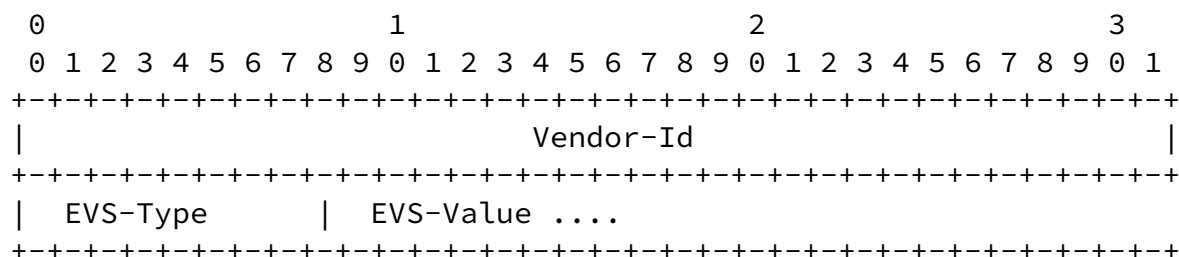 0                   1                   2                   3
 0 1 2 3 4 5 6 7 8 9 0 1 2 3 4 5 6 7 8 9 0 1 2 3 4 5 6 7 8 9 0 1
+-+-+-+-+-+-+-+-+-+-+-+-+-+-+-+-+-+-+-+-+-+-+-+-+-+-+-+-+-+-+-+-+
|                            Vendor-Id                          |
+-+-+-+-+-+-+-+-+-+-+-+-+-+-+-+-+-+-+-+-+-+-+-+-+-+-+-+-+-+-+-+-+
|  EVS-Type     |  EVS-Value ....
+-+-+-+-+-+-+-+-+-+-+-+-+-+-+-+-+-+-+-+-+-+-+-+-+-+-+-+-+-+-+-+-+